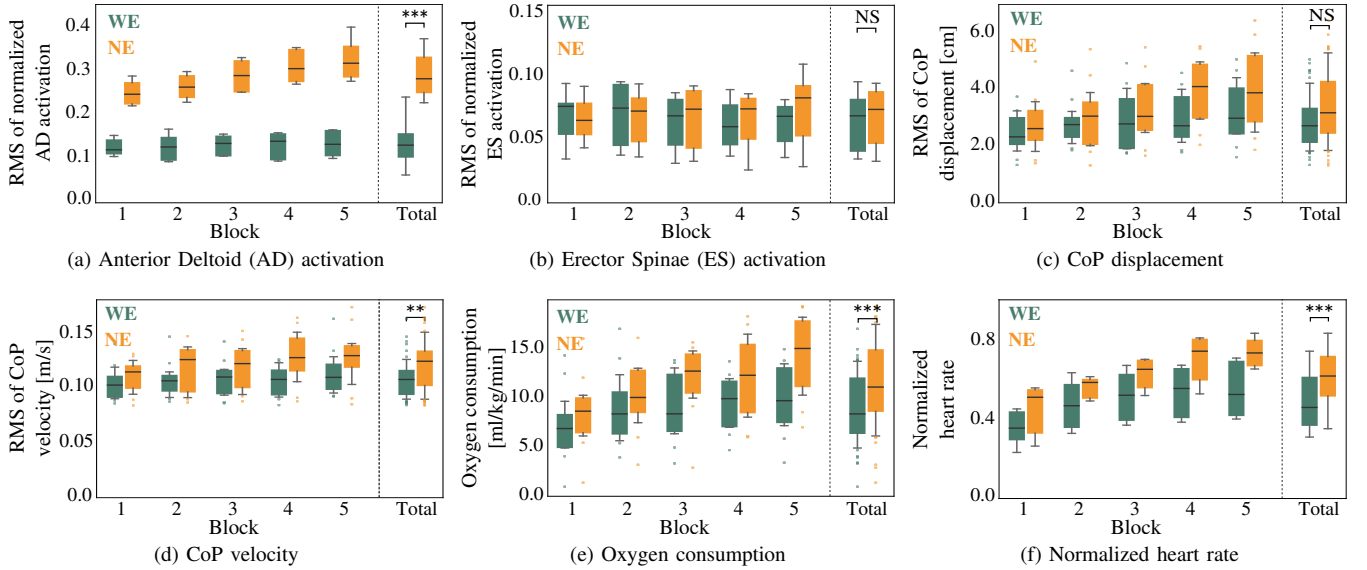 RMS of normalized
AD activation
0.4
0.3
0.2
0.1
0.0
WE
NE
***
1 2 3 4 5 Total
Block
(a) Anterior Deltoid (AD) activation
RMS of normalized
ES activation
0.15
0.10
0.05
0.0
WE
NE
NS
1 2 3 4 5 Total
Block
(b) Erector Spinae (ES) activation
RMS of CoP
displacement [cm]
6.0
4.0
2.0
0.0
WE
NE
NS
1 2 3 4 5 Total
Block
(c) CoP displacement
RMS of CoP
velocity [m/s]
0.15
0.10
0.05
0.0
WE
NE
**
1 2 3 4 5 Total
Block
(d) CoP velocity
Oxygen consumption
[ml/kg/min]
15.0
10.0
5.0
0.0
WE
NE
***
1 2 3 4 5 Total
Block
(e) Oxygen consumption
Normalized
heart rate
0.8
0.4
0.0
WE
NE
***
1 2 3 4 5 Total
Block
(f) Normalized heart rate